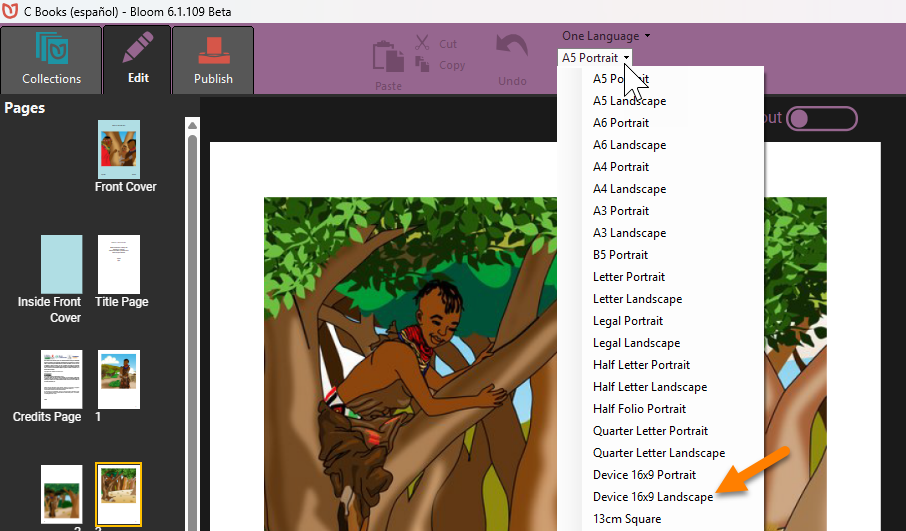 C Books (español) - Bloom 6.1.109 Beta
Collections
Edit
Publish
Paste
Cut
Copy
Undo
One Language
A5 Portrait
Pages
Front Cover
Inside Front
Cover
Title Page
Credits Page
1
A5 Portrait
A5 Landscape
A6 Portrait
A6 Landscape
A4 Portrait
A4 Landscape
A3 Portrait
A3 Landscape
B5 Portrait
Letter Portrait
Letter Landscape
Legal Portrait
Legal Landscape
Half Letter Portrait
Half Letter Landscape
Half Folio Portrait
Quarter Letter Portrait
Quarter Letter Landscape
Device 16x9 Portrait
Device 16x9 Landscape
13cm Square
out